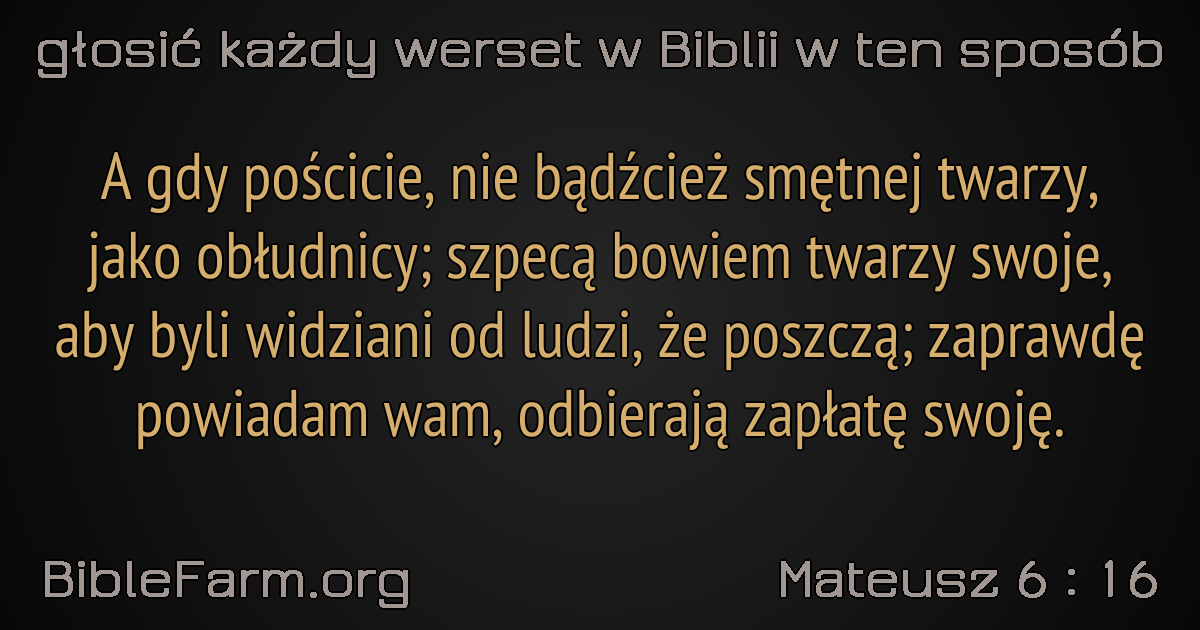 głosić każdy werset w Biblii w ten sposób
A gdy pościcie, nie bądźcież smętnej twarzy,
jako obłudnicy; szpecą bowiem twarzy swoje,
aby byli widziani od ludzi, że poszczą; zaprawdę
powiadam wam, odbierają zapłatę swoję.
BibleFarm.org
Mateusz 6 : 16